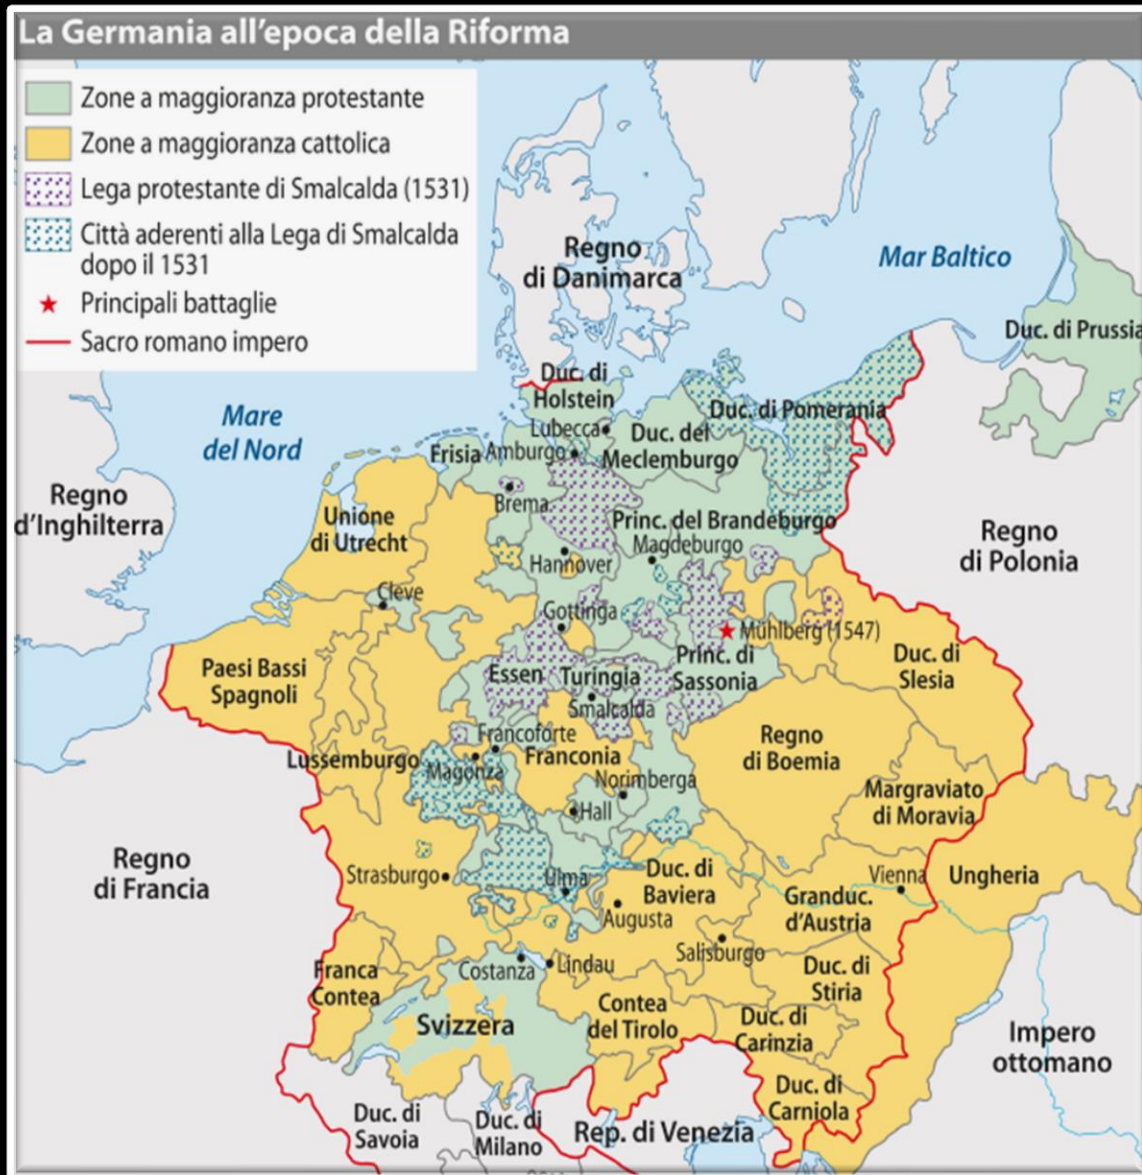 La Germania all'epoca della Riforma
Zone a maggioranza protestante
Zone a maggioranza cattolica
Lega protestante di Smalcalda (1531)
Città aderenti alla Lega di Smalcalda
dopo il 1531
Principali battaglie
Sacro romano impero
Regno
di Danimarca
Mar Baltico
Duc. di Prussia
Mare
del Nord
Duc. di
Holstein
Lubecca
Duc. di Pomerania
Frisia
Amburgo
Duc. del
Meclemburgo
Regno
d'Inghilterra
Brema
Unione
di Utrecht
Princ. del Brandeburgo
Magdeburgo
Hannover
Regno
di Polonia
Cleve
Gottinga
Mühlberg (1547)
Paesi Bassi
Spagnoli
Essen
Turingia
Princ. di
Sassonia
Duc. di
Slesia
Smalcalda
Francoforte
Lussemburgo
Magonza
Franconia
Regno
di Boemia
Norimberga
Hall
Margraviato
di Moravia
Regno
di Francia
Strasburgo
Ulma
Duc. di
Baviera
Augusta
Vienna
Granduc.
d'Austria
Ungheria
Salisburgo
Costanza
Lindau
Franca
Contea
Duc. di
Stiria
Svizzera
Contea
del Tirolo
Duc. di
Carinzia
Impero
ottomano
Duc. di
Savoia
Duc. di
Milano
Rep. di Venezia
Duc. di
Carniola